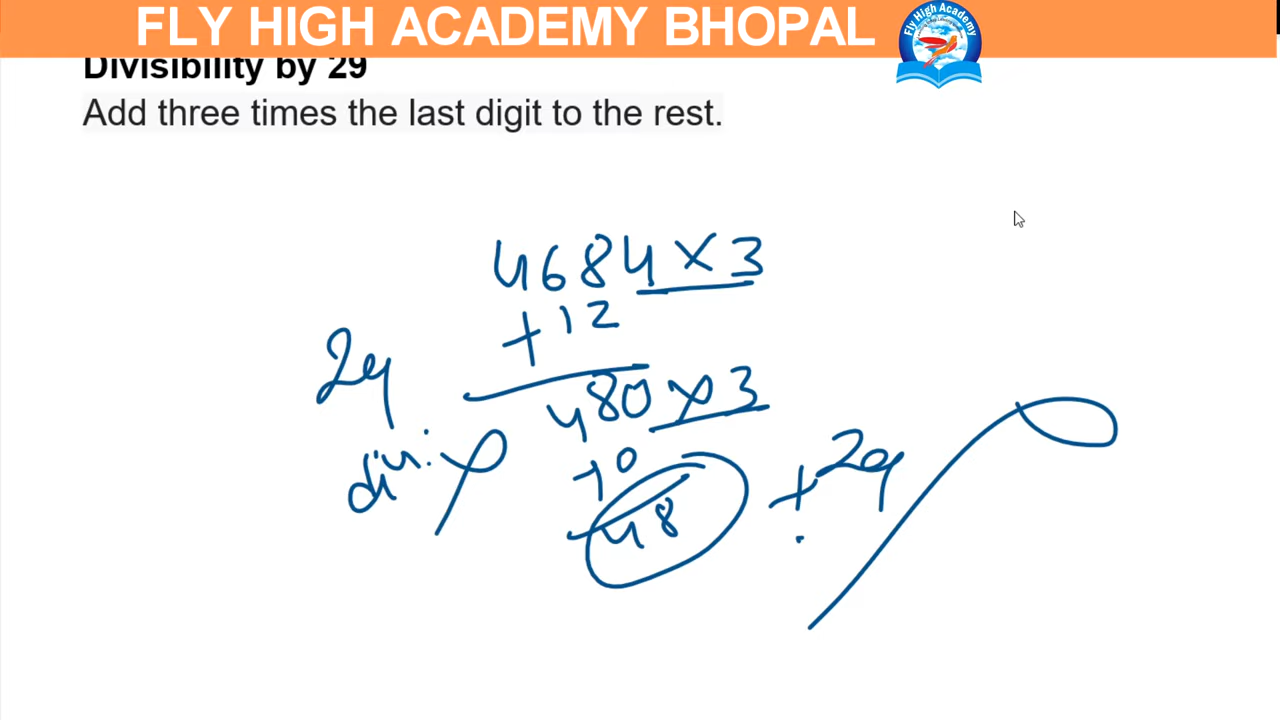 FLY HIGH ACADEMY BHOPAL
Fly High Academy
Divisibility by 29
Add three times the last digit to the rest.
4684 × 3
+12
480 × 3
+0
48
29
div.
÷ 29